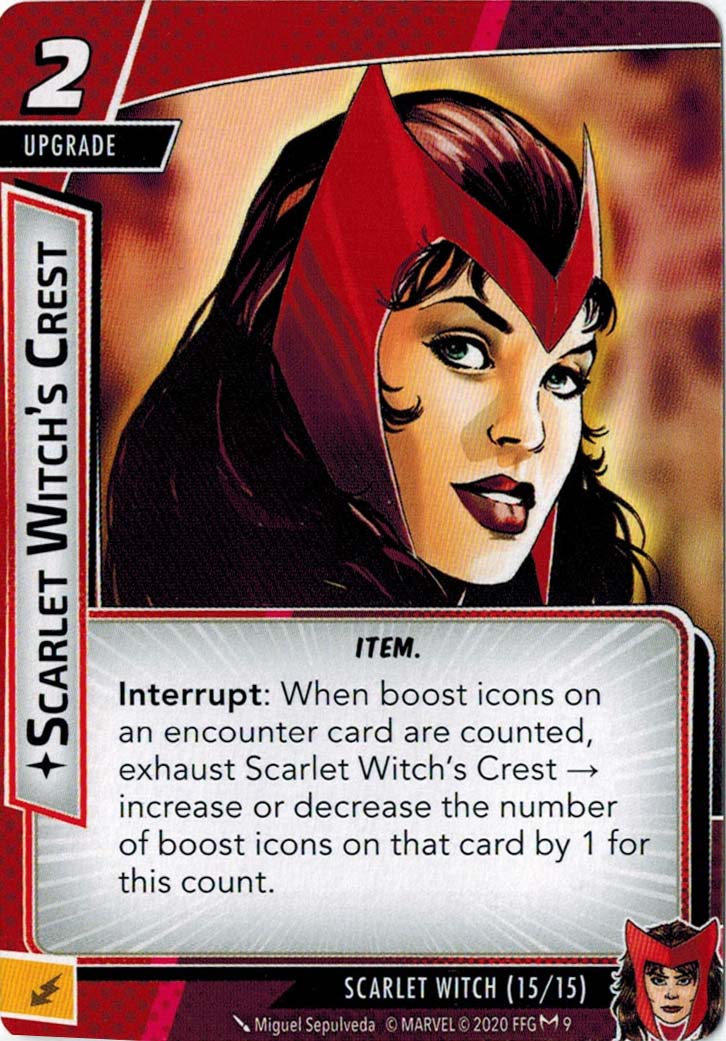 2
UPGRADE
SCARLET WITCH'S CREST
ITEM.
Interrupt: When boost icons on
an encounter card are counted,
exhaust Scarlet Witch's Crest →
increase or decrease the number
of boost icons on that card by 1 for
this count.
SCARLET WITCH (15/15)
Miguel Sepulveda © MARVEL © 2020 FFG 9